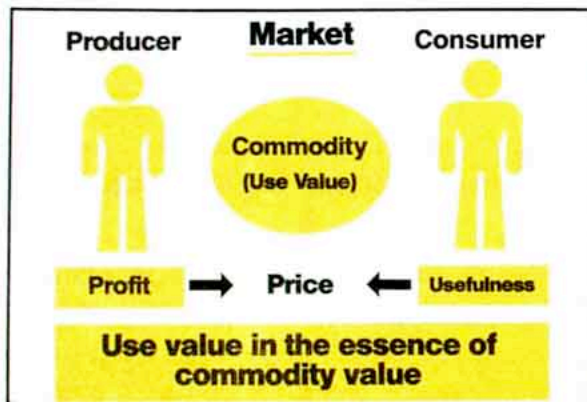 Producer
Market
Consumer
Commodity
(Use Value)
Profit
Price
Usefulness
Use value in the essence of
commodity value